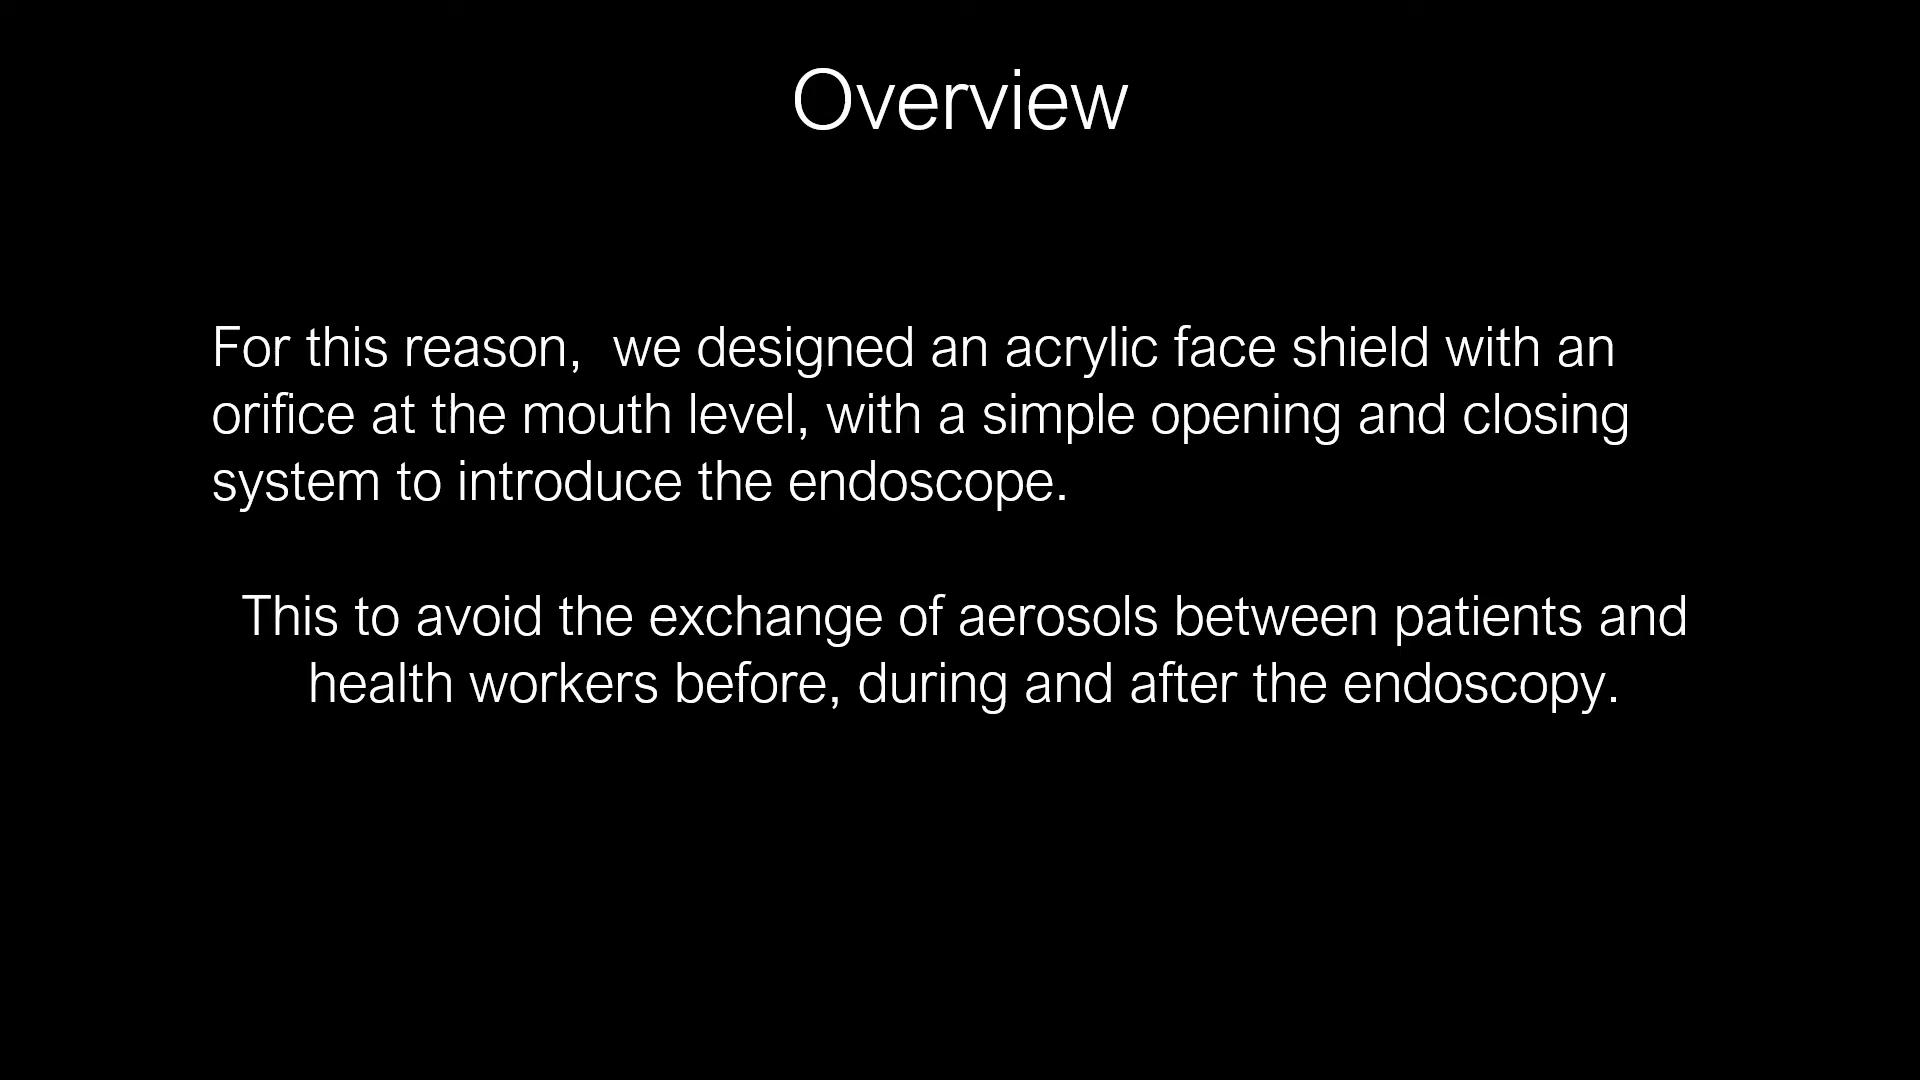 Overview
For this reason,  we designed an acrylic face shield with an
orifice at the mouth level, with a simple opening and closing
system to introduce the endoscope.
This to avoid the exchange of aerosols between patients and
health workers before, during and after the endoscopy.